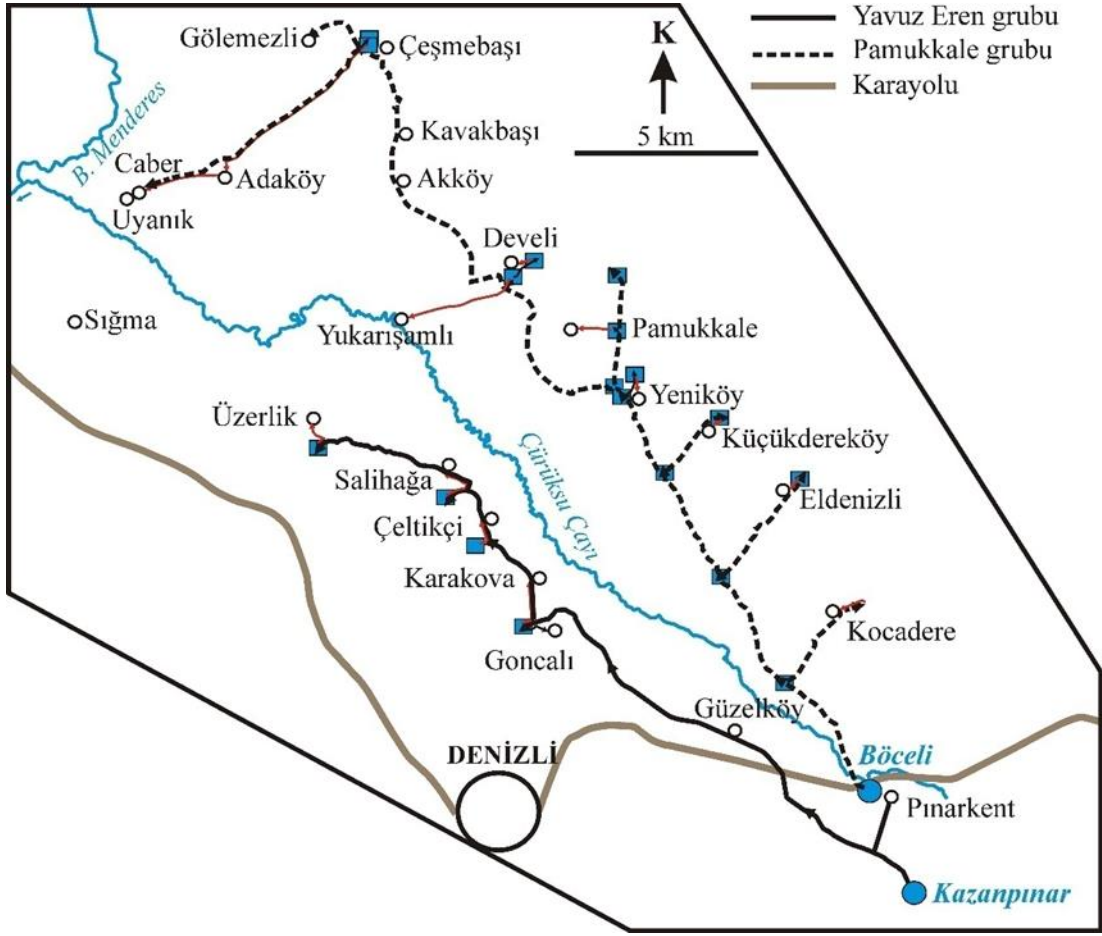 Yavuz Eren grubu
Pamukkale grubu
Karayolu
K
5 km
Gölemezli
Çeşmebaşı
B. Menderes
Kavakbaşı
Caber
Adaköy
Akköy
Uyanık
Develi
Sığma
Yukarışamlı
Pamukkale
Yeniköy
Üzerlik
Küçükdereköy
Salihağa
Çürüksu Çayı
Eldenizli
Çeltikçi
Karakova
Kocadere
Goncalı
Güzelköy
DENİZLİ
Böceli
Pınarkent
Kazanpınar